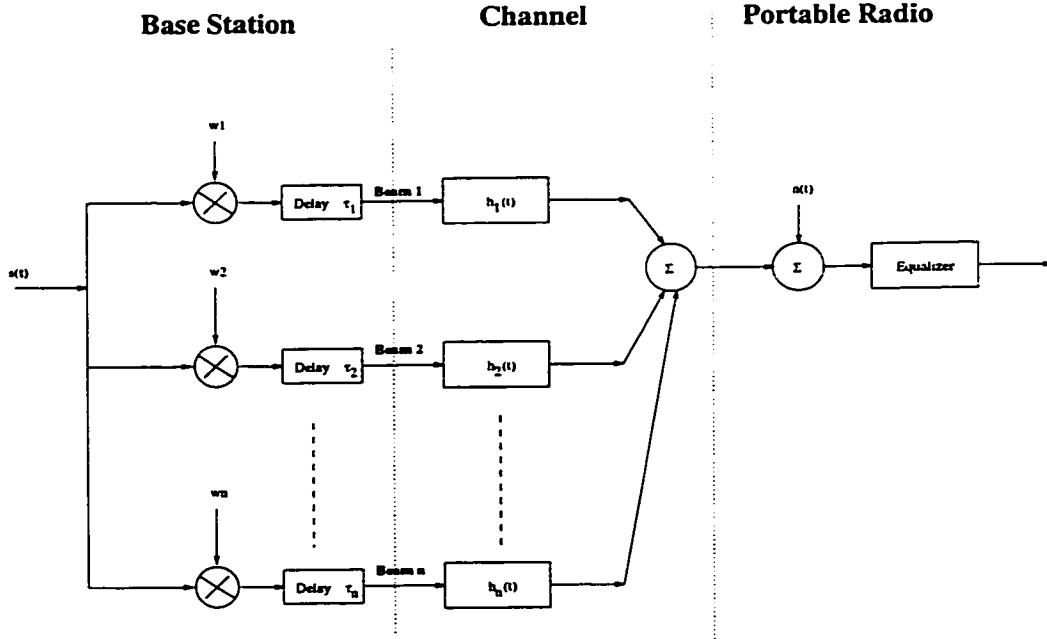 Base Station
Channel
Portable Radio
w1
Delay τ1
Beam 1
h1(t)
n(t)
s(t)
w2
Σ
Σ
Equalizer
Delay τ2
Beam 2
h2(t)
wn
Delay τn
Beam n
hn(t)